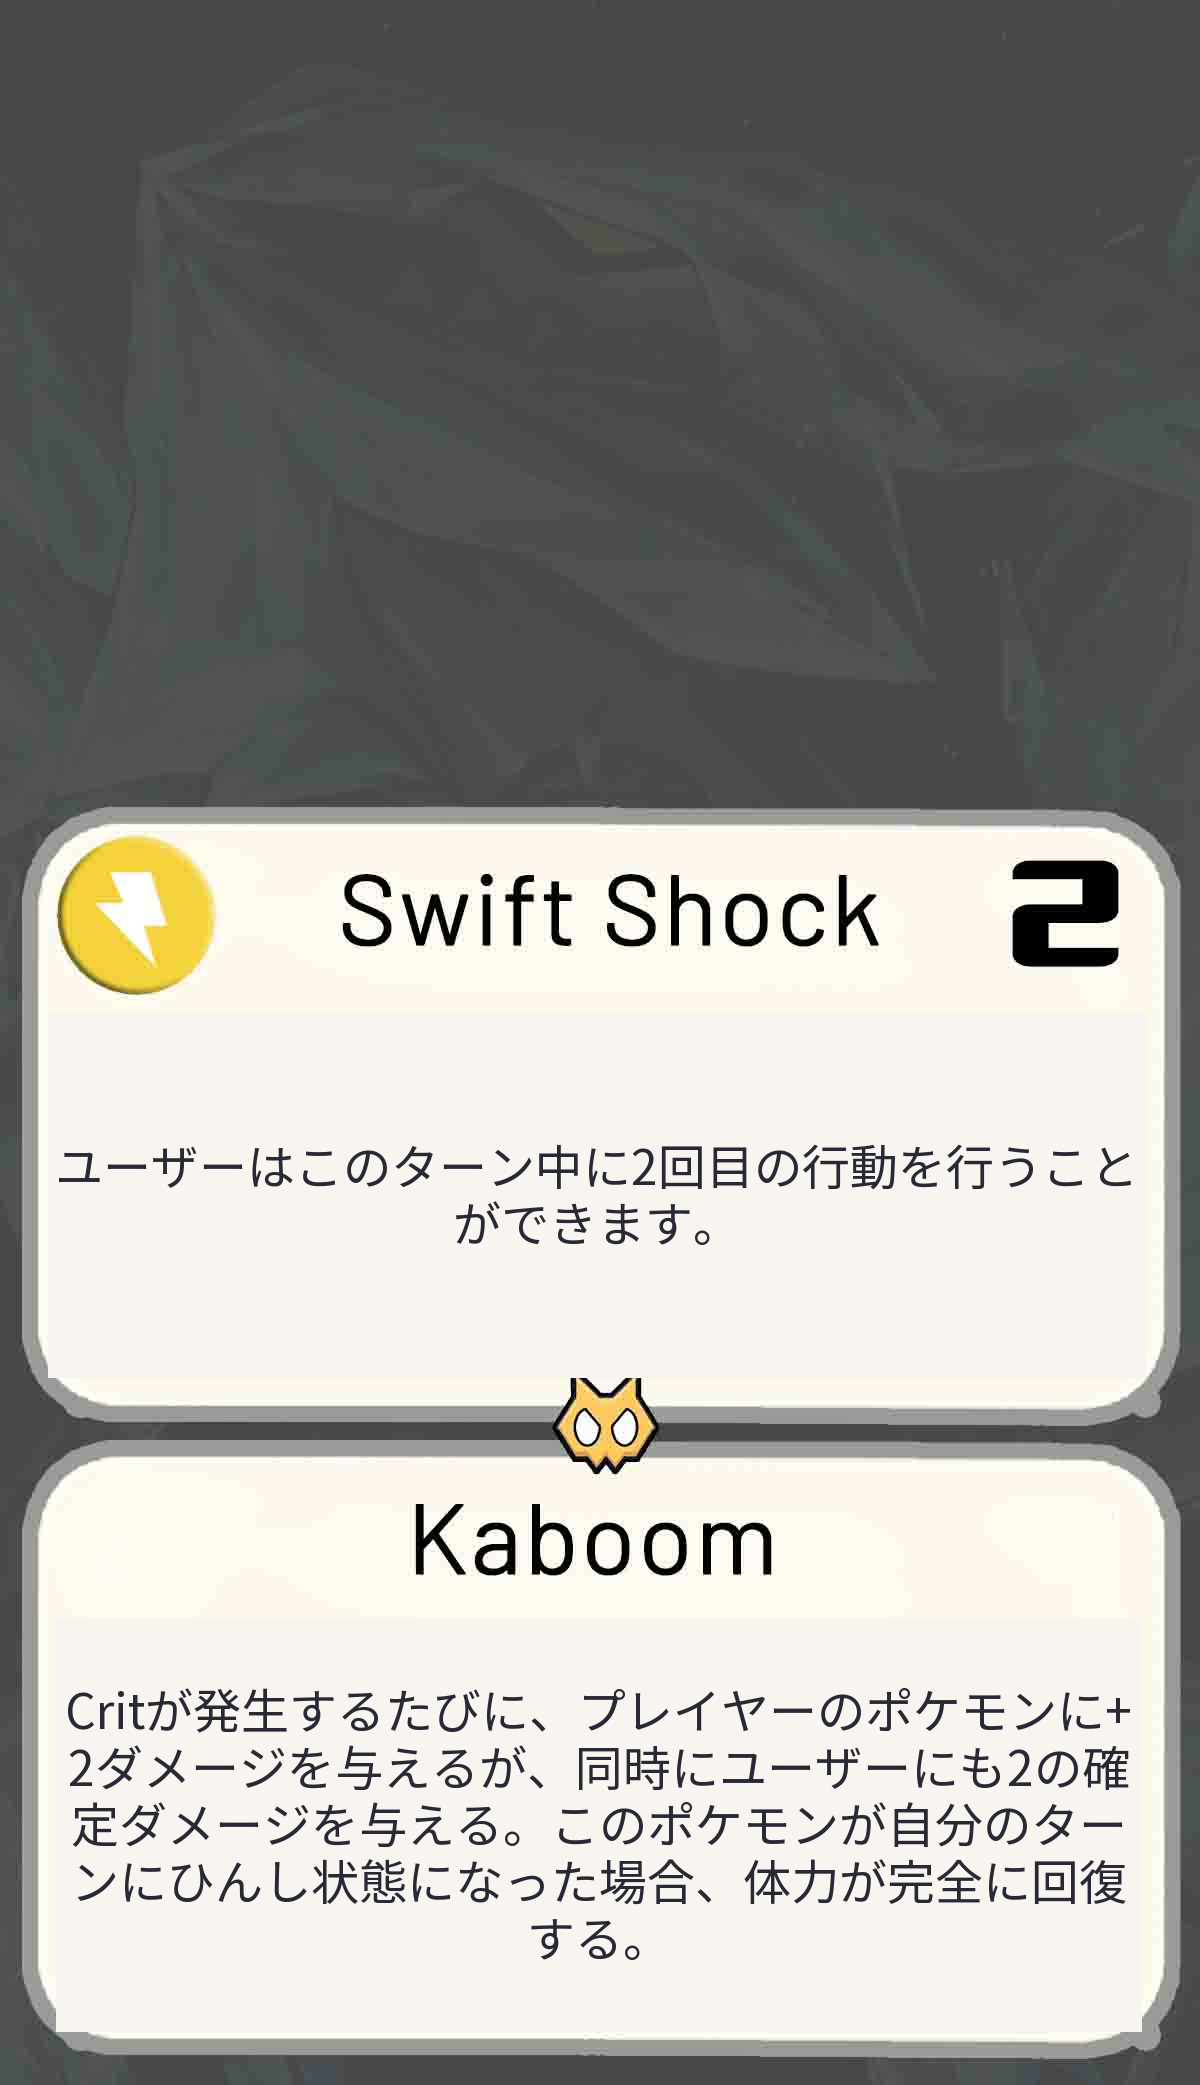 Swift Shock
2
ユーザーはこのターン中に2回目の行動を行うこと
ができます。
Kaboom
Critが発生するたびに、プレイヤーのポケモンに+
2ダメージを与えるが、同時にユーザーにも2の確
定ダメージを与える。このポケモンが自分のター
ンにひんし状態になった場合、体力が完全に回復
する。